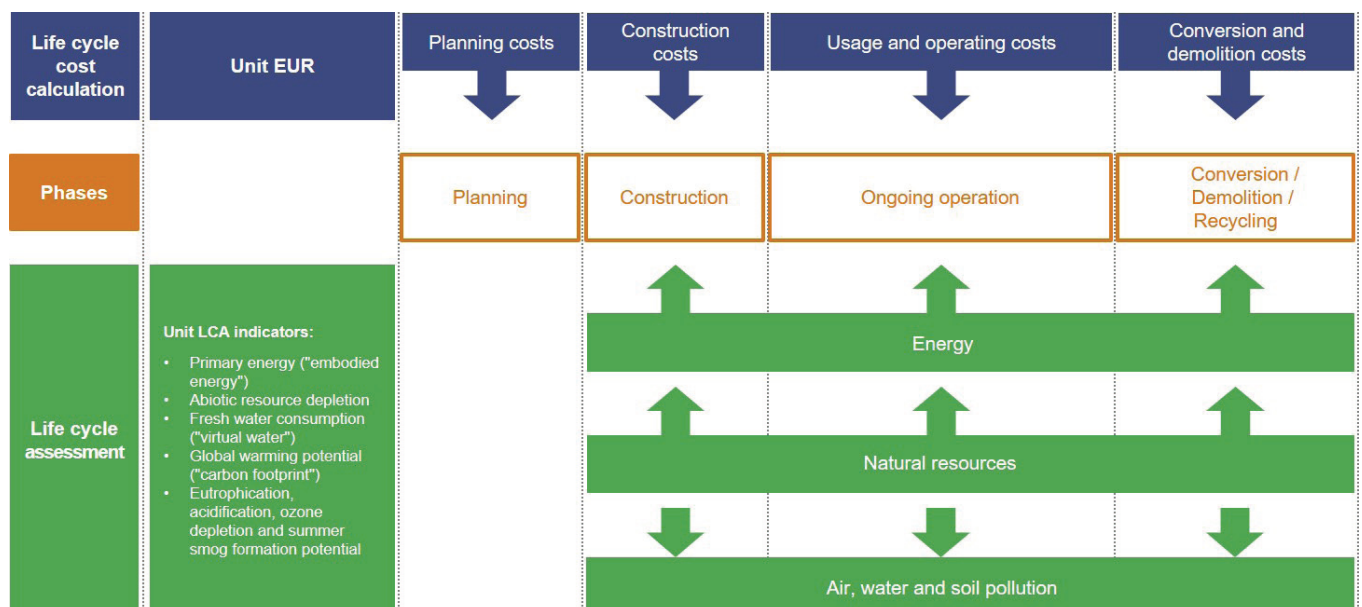 Life cycle
cost
calculation
Unit EUR
Planning costs
Construction
costs
Usage and operating costs
Conversion and
demolition costs
Phases
Planning
Construction
Ongoing operation
Conversion /
Demolition /
Recycling
Life cycle
assessment
Unit LCA indicators:
• Primary energy ("embodied
energy")
• Abiotic resource depletion
• Fresh water consumption
("virtual water")
• Global warming potential
("carbon footprint")
• Eutrophication,
acidification, ozone
depletion and summer
smog formation potential
Energy
Natural resources
Air, water and soil pollution